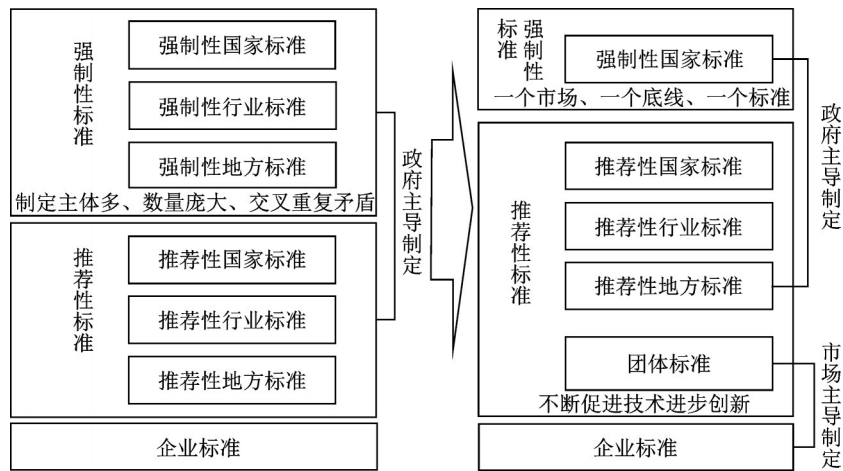 强制性标准
强制性国家标准
强制性行业标准
强制性地方标准
制定主体多、数量庞大、交叉重复矛盾
推荐性标准
推荐性国家标准
推荐性行业标准
推荐性地方标准
企业标准
政府主导制定
强制性
标准
强制性国家标准
一个市场、一个底线、一个标准
推荐性标准
推荐性国家标准
推荐性行业标准
推荐性地方标准
团体标准
不断促进技术进步创新
企业标准
政府主导制定
市场主导制定